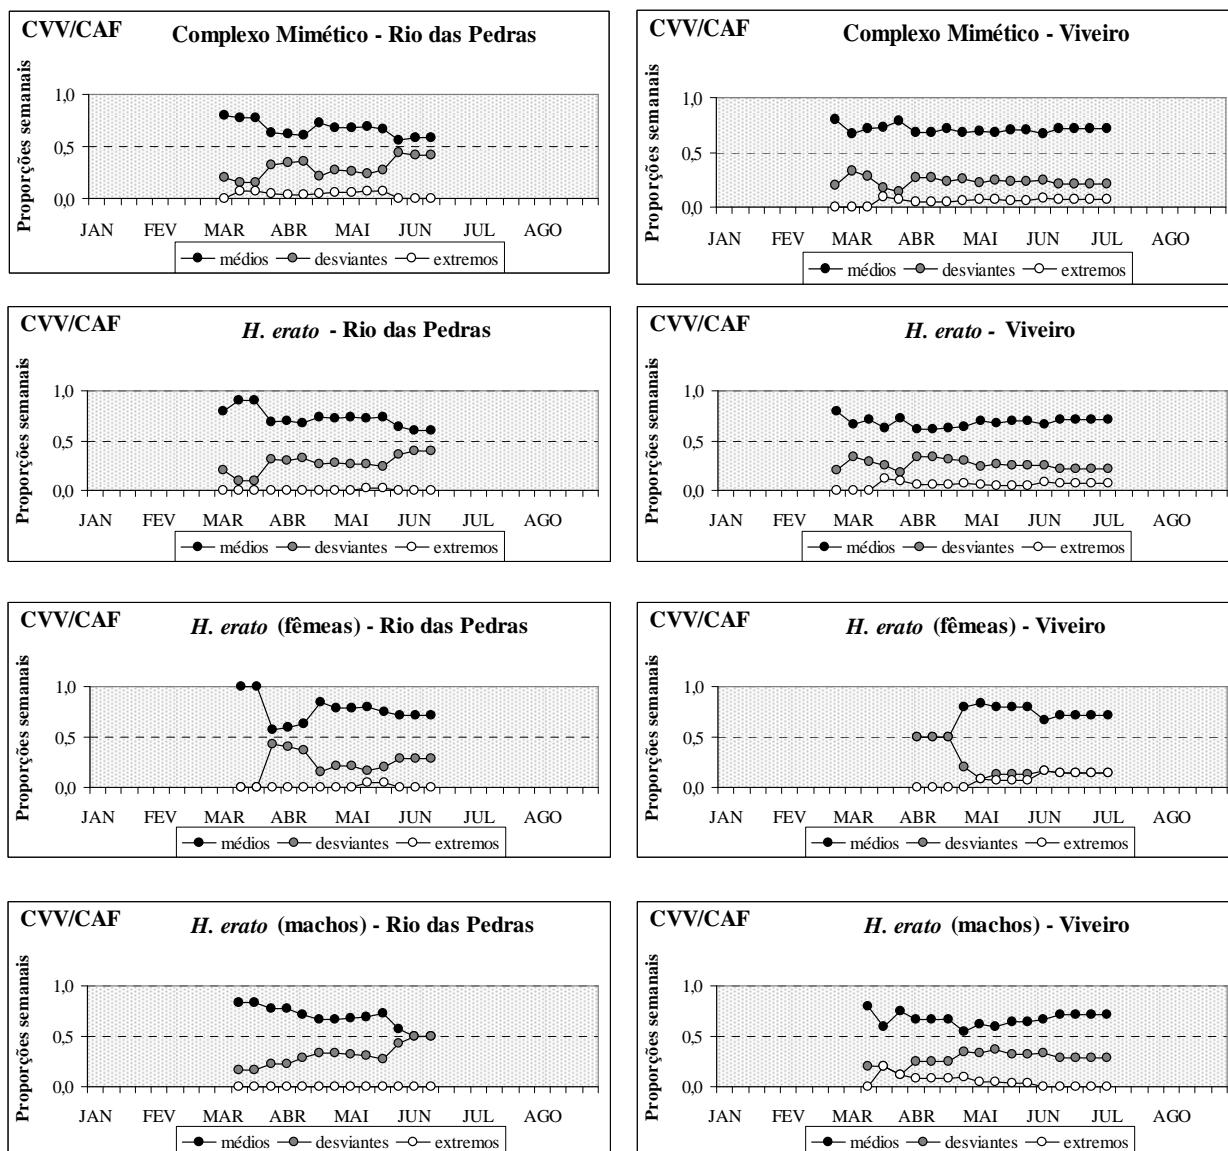 CVV/CAF Complexo Mimético - Rio das Pedras
Proporções semanais
1,0
0,5
0,0
JAN FEV MAR ABR MAI JUN JUL AGO
médios desviantes extremos
CVV/CAF Complexo Mimético - Viveiro
Proporções semanais
1,0
0,5
0,0
JAN FEV MAR ABR MAI JUN JUL AGO
médios desviantes extremos
CVV/CAF H. erato - Rio das Pedras
Proporções semanais
1,0
0,5
0,0
JAN FEV MAR ABR MAI JUN JUL AGO
médios desviantes extremos
CVV/CAF H. erato - Viveiro
Proporções semanais
1,0
0,5
0,0
JAN FEV MAR ABR MAI JUN JUL AGO
médios desviantes extremos
CVV/CAF H. erato (fêmeas) - Rio das Pedras
Proporções semanais
1,0
0,5
0,0
JAN FEV MAR ABR MAI JUN JUL AGO
médios desviantes extremos
CVV/CAF H. erato (fêmeas) - Viveiro
Proporções semanais
1,0
0,5
0,0
JAN FEV MAR ABR MAI JUN JUL AGO
médios desviantes extremos
CVV/CAF H. erato (machos) - Rio das Pedras
Proporções semanais
1,0
0,5
0,0
JAN FEV MAR ABR MAI JUN JUL AGO
médios desviantes extremos
CVV/CAF H. erato (machos) - Viveiro
Proporções semanais
1,0
0,5
0,0
JAN FEV MAR ABR MAI JUN JUL AGO
médios desviantes extremos